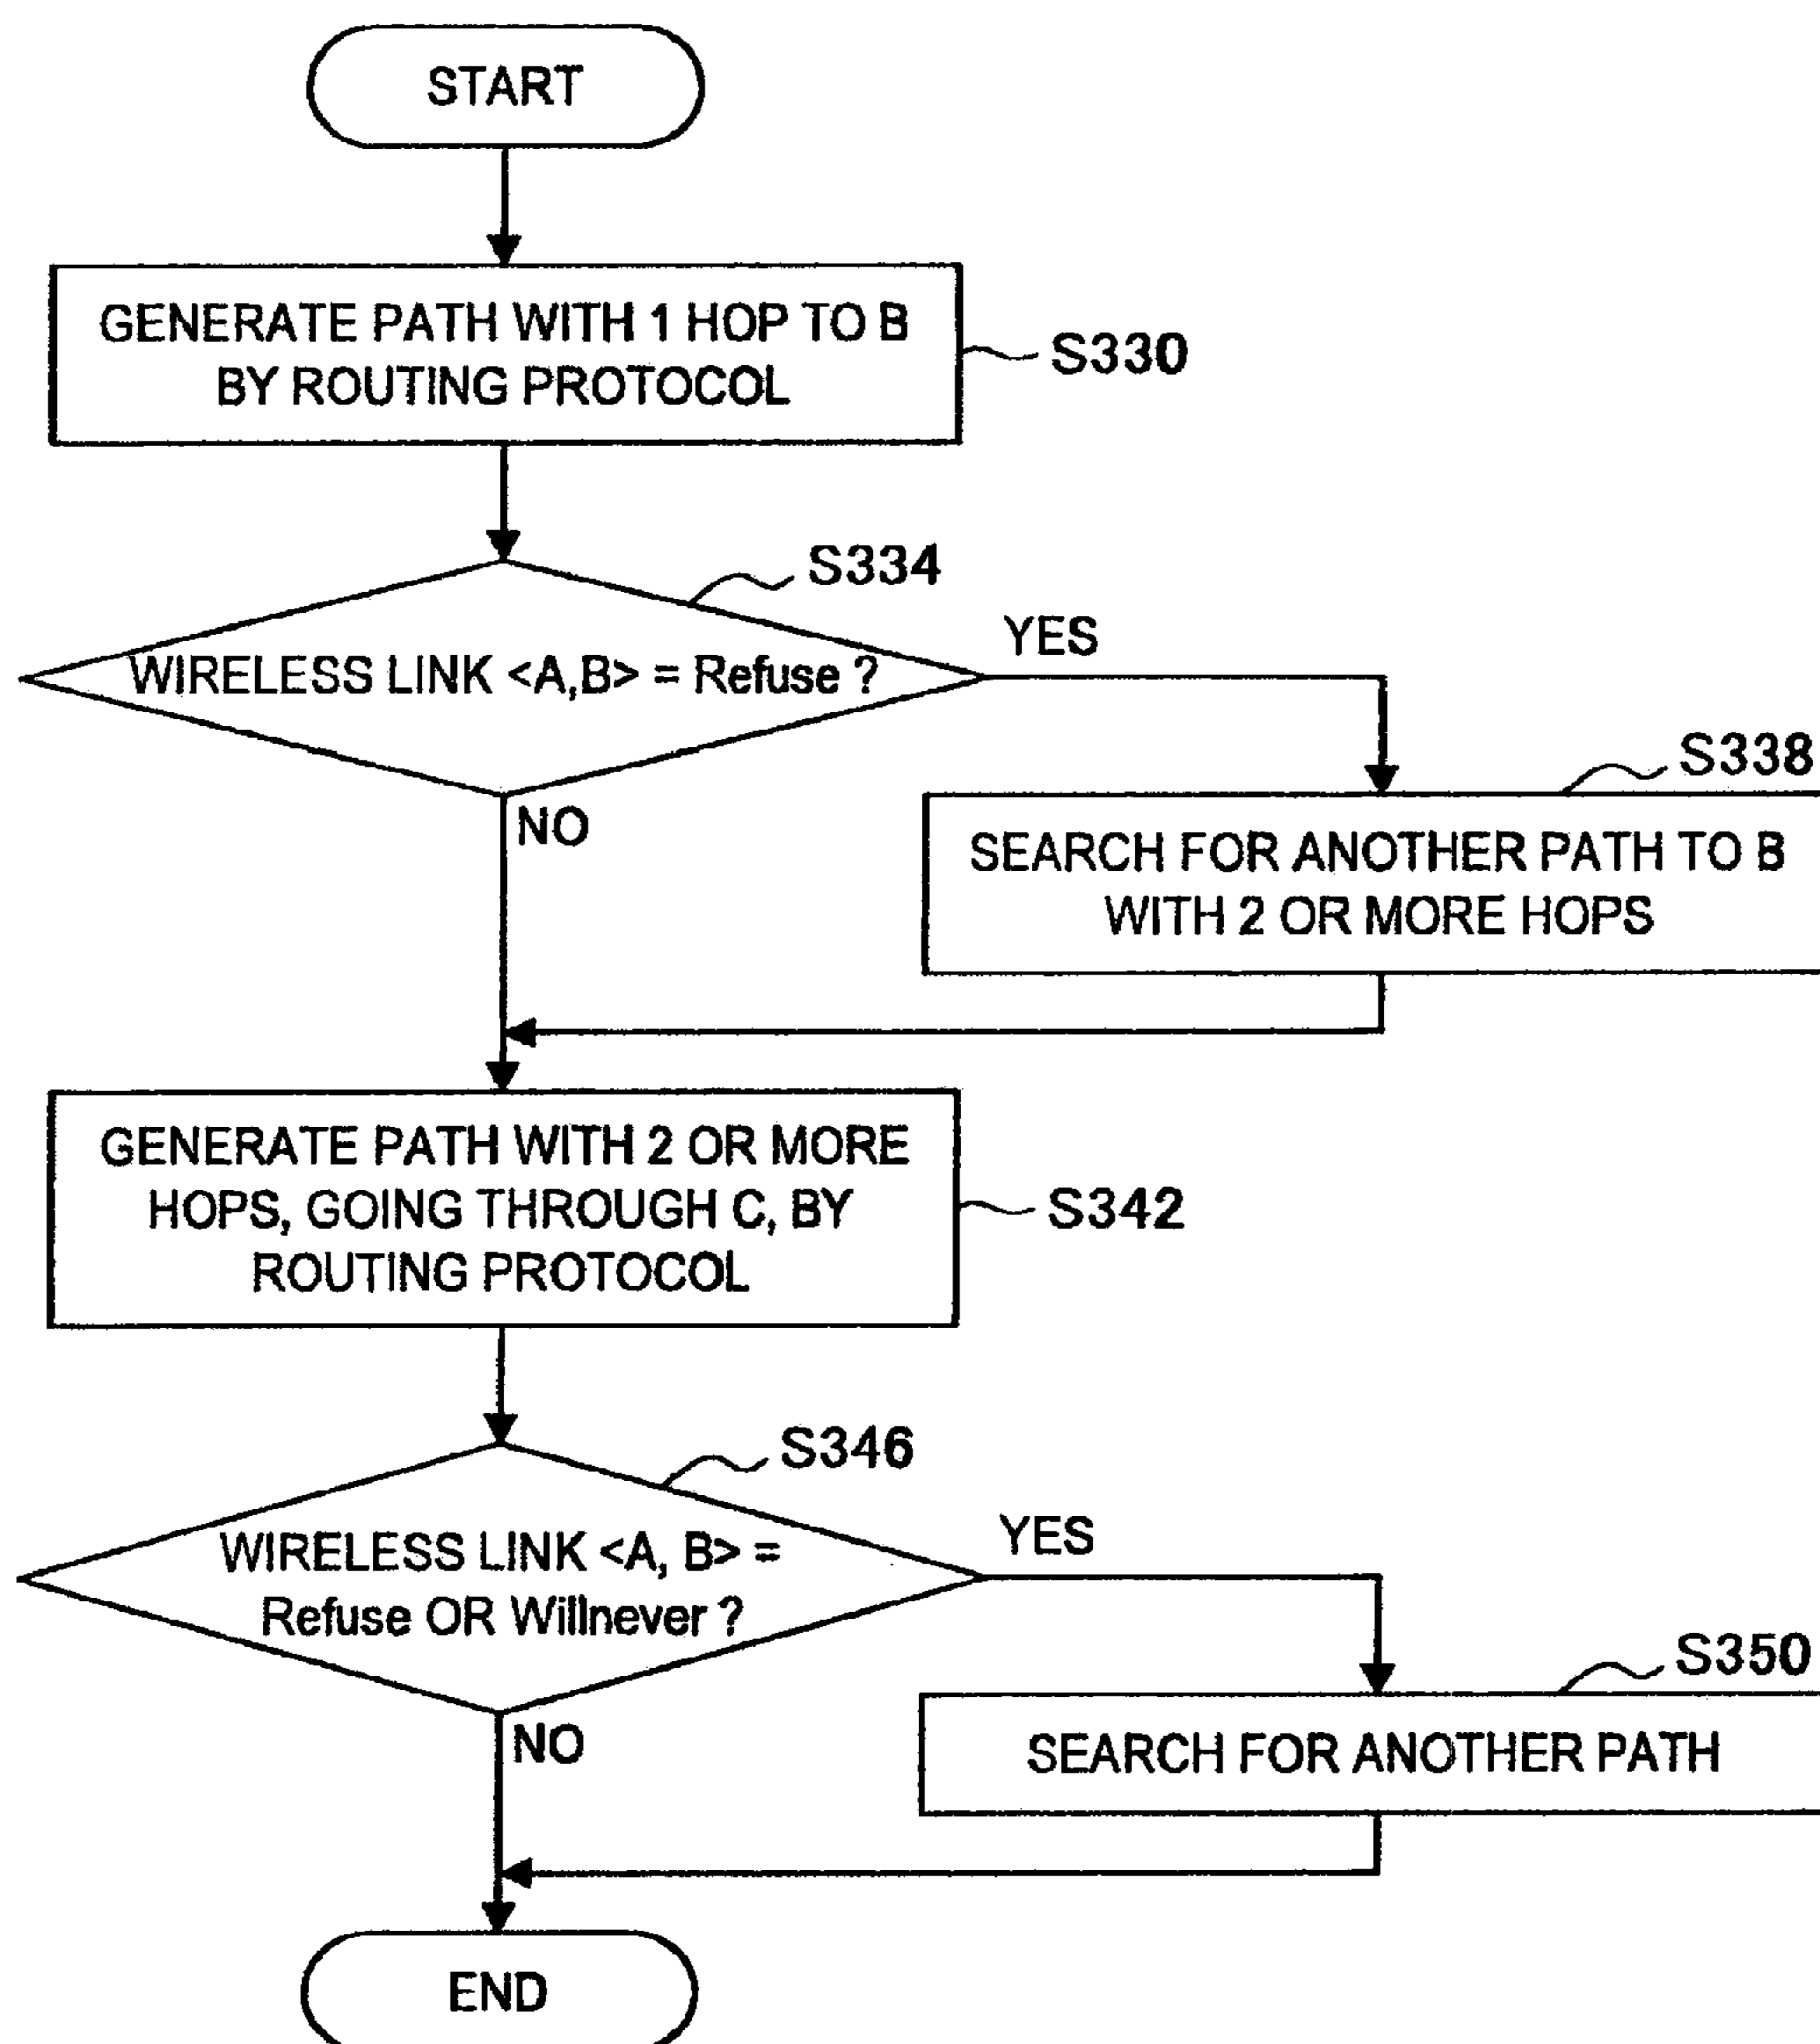 START
GENERATE PATH WITH 1 HOP TO B
BY ROUTING PROTOCOL
S330
S334
WIRELESS LINK <A,B> = Refuse ?
YES
NO
S338
SEARCH FOR ANOTHER PATH TO B
WITH 2 OR MORE HOPS
GENERATE PATH WITH 2 OR MORE
HOPS, GOING THROUGH C, BY
ROUTING PROTOCOL
S342
S346
WIRELESS LINK <A, B> =
Refuse OR Willnever ?
YES
NO
S350
SEARCH FOR ANOTHER PATH
END